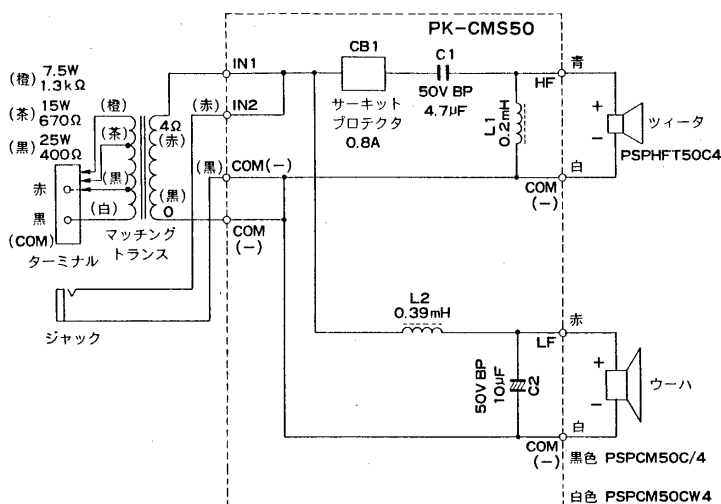 PK-CMS50
(橙) 7.5W
1.3kΩ
(茶) 15W
670Ω
(黒) 25W
400Ω
赤
黒
(COM)
ターミナル
(橙)
(茶)
(黒)
(白)
マッチング
トランス
4Ω
(赤)
(黒)
0
ジャック
(赤)
(黒)
IN1
IN2
COM(-)
COM
(-)
CB1
サーキット
プロテクタ
0.8A
C1
50V BP
4.7μF
L1
0.2mH
青
HF
白
COM
(-)
+
-
ツィータ
PSPHFT50C4
L2
0.39mH
50V BP
10μF
C2
赤
LF
白
COM
(-)
+
-
ウーハ
黒色 PSPCM50C/4
白色 PSPCM50CW4